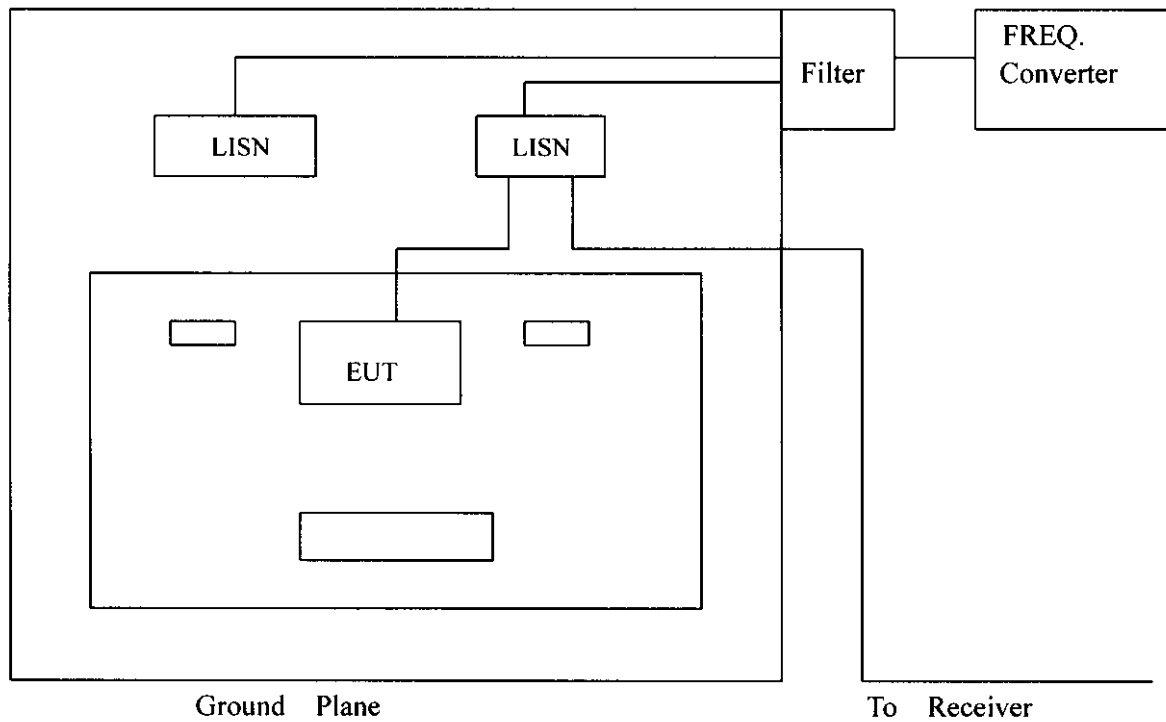 FREQ.
Converter
Filter
LISN
LISN
EUT
Ground Plane
To Receiver